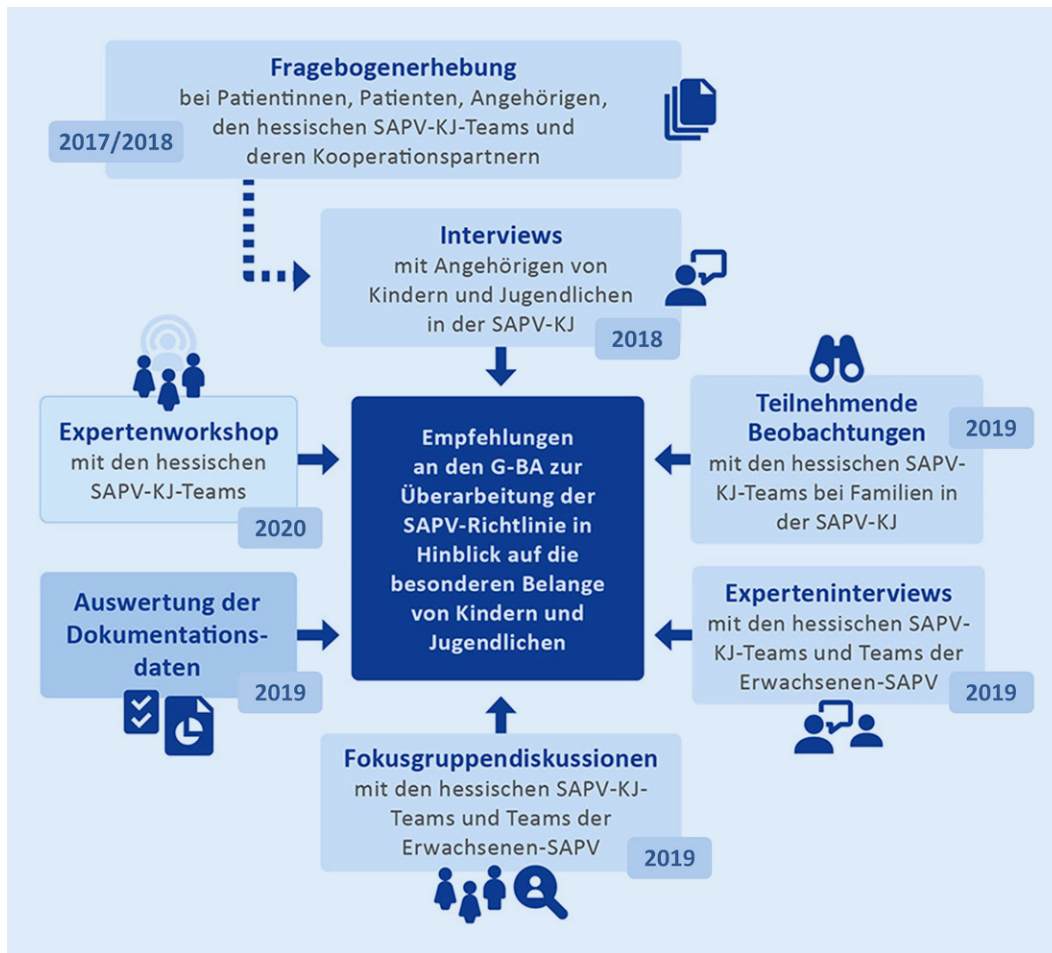 Fragebogenerhebung
bei Patientinnen, Patienten, Angehörigen,
den hessischen SAPV-KJ-Teams und
deren Kooperationspartnern
2017/2018
Interviews
mit Angehörigen von
Kindern und Jugendlichen
in der SAPV-KJ
2018
Expertenworkshop
mit den hessischen
SAPV-KJ-Teams
2020
Empfehlungen
an den G-BA zur
Überarbeitung der
SAPV-Richtlinie in
Hinblick auf die
besonderen Belange
von Kindern und
Jugendlichen
Teilnehmende
Beobachtungen
mit den hessischen SAPV-
KJ-Teams bei Familien in
der SAPV-KJ
2019
Auswertung der
Dokumentations-
daten
2019
Experteninterviews
mit den hessischen SAPV-
KJ-Teams und Teams der
Erwachsenen-SAPV
2019
Fokusgruppendiskussionen
mit den hessischen SAPV-KJ-
Teams und Teams der
Erwachsenen-SAPV
2019